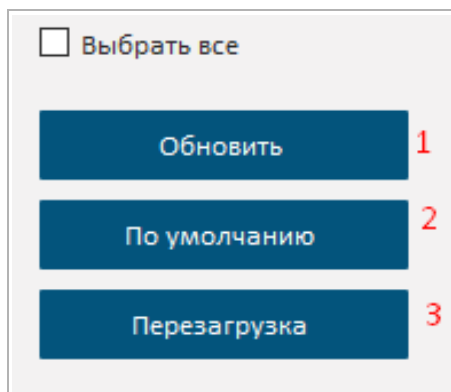 Выбрать все
Обновить 1
По умолчанию 2
Перезагрузка 3